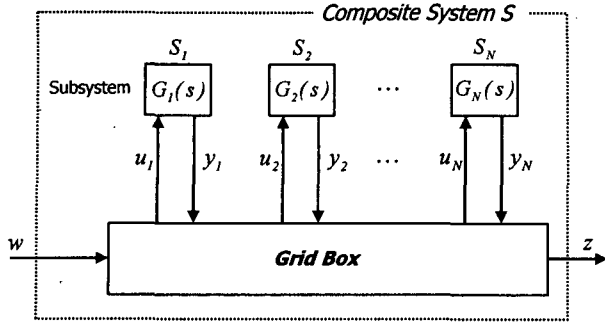 Composite System S
S1 S2 SN
Subsystem G1(s) G2(s) ... GN(s)
u1 y1 u2 y2 ... uN yN
w Grid Box z